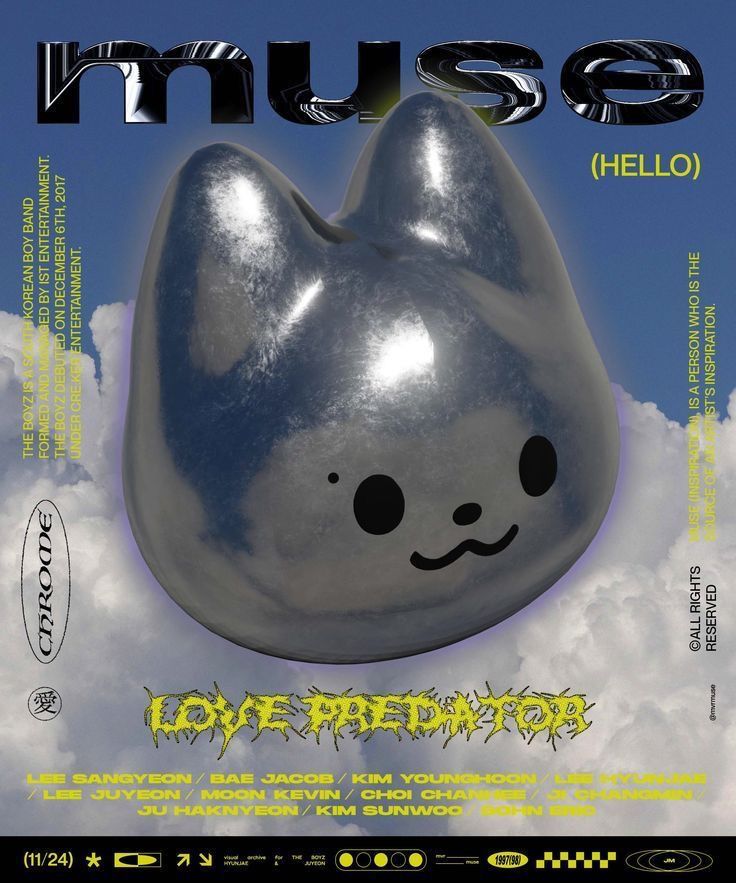 muse
(HELLO)
THE BOYZ IS A SOUTH KOREAN BOY BAND
FORMED AND MANAGED BY IST ENTERTAINMENT.
THE BOYZ DEBUTED ON DECEMBER 6TH, 2017
UNDER CRE.KER ENTERTAINMENT.
MUSE (INSPIRATION), IS A PERSON WHO IS THE
SOURCE OF AN ARTIST'S INSPIRATION.
CHROME
©ALL RIGHTS
RESERVED
愛
@mvrmuse
LOVE PREDATOR
LEE SANGYEON / BAE JACOB / KIM YOUNGHOON / LEE HYUNJAE
/ LEE JUYEON / MOON KEVIN / CHOI CHANHEE / JI CHANGMIN /
JU HAKNYEON / KIM SUNWOO / SOHN ERIC
(11/24)
visual archive for THE BOYZ
HYUNJAE & JUYEON
mvr
muse
1997(98)
JM